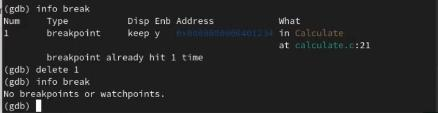 (gdb) info break
Num Type Disp Enb Address What
1 breakpoint keep y 0x0000000000401234 in Calculate
at calculate.c:21
breakpoint already hit 1 time
(gdb) delete 1
(gdb) info break
No breakpoints or watchpoints.
(gdb)